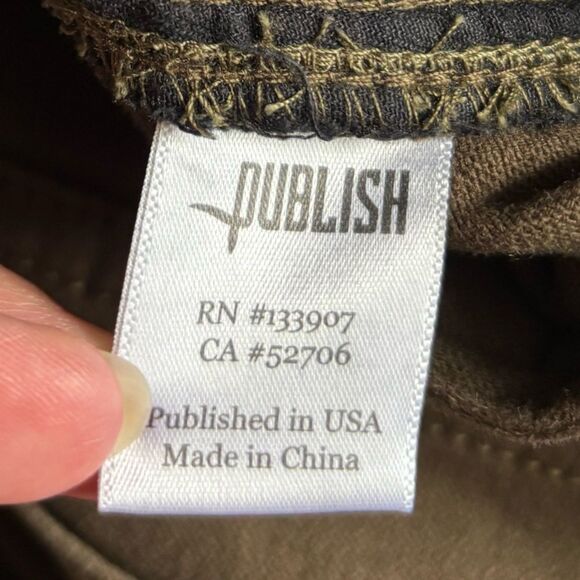 PUBLISH
RN #133907
CA #52706
Published in USA
Made in China